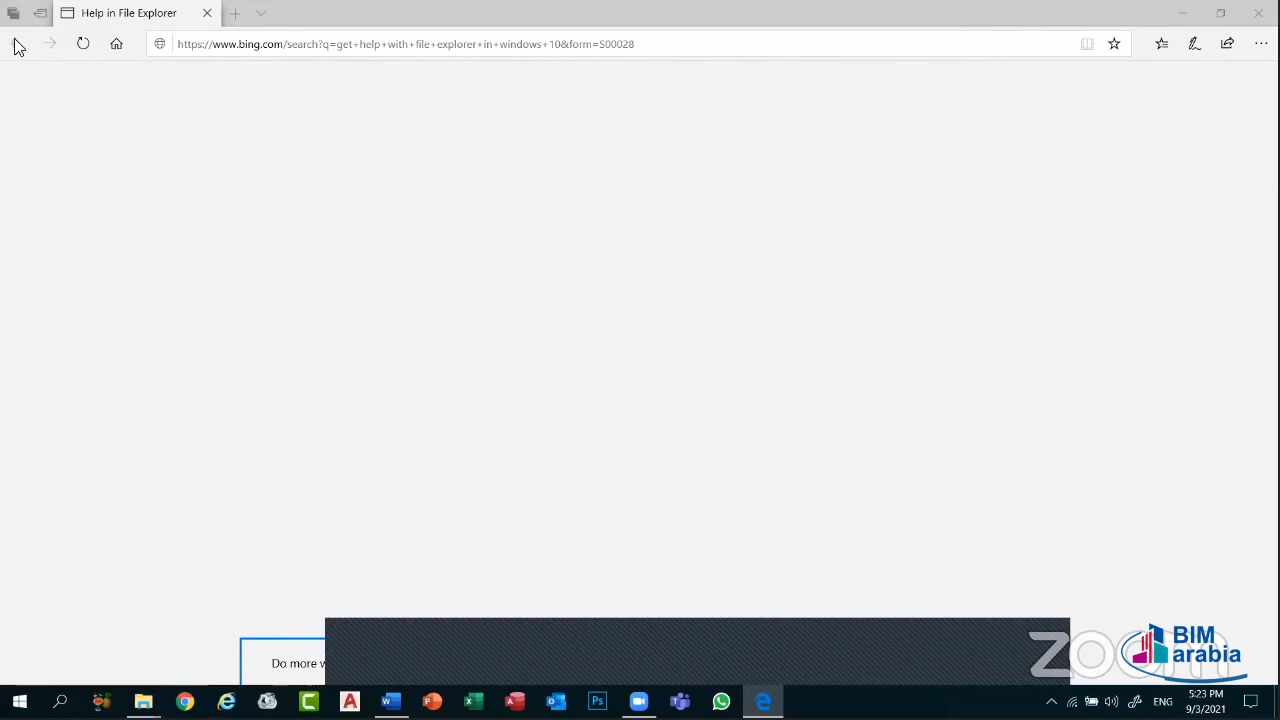 Help in File Explorer
https://www.bing.com/search?q=get+help+with+file+explorer+in+windows+10&form=S00028
Do more w
zoom
BIM
arabia
ENG
5:23 PM
9/3/2021